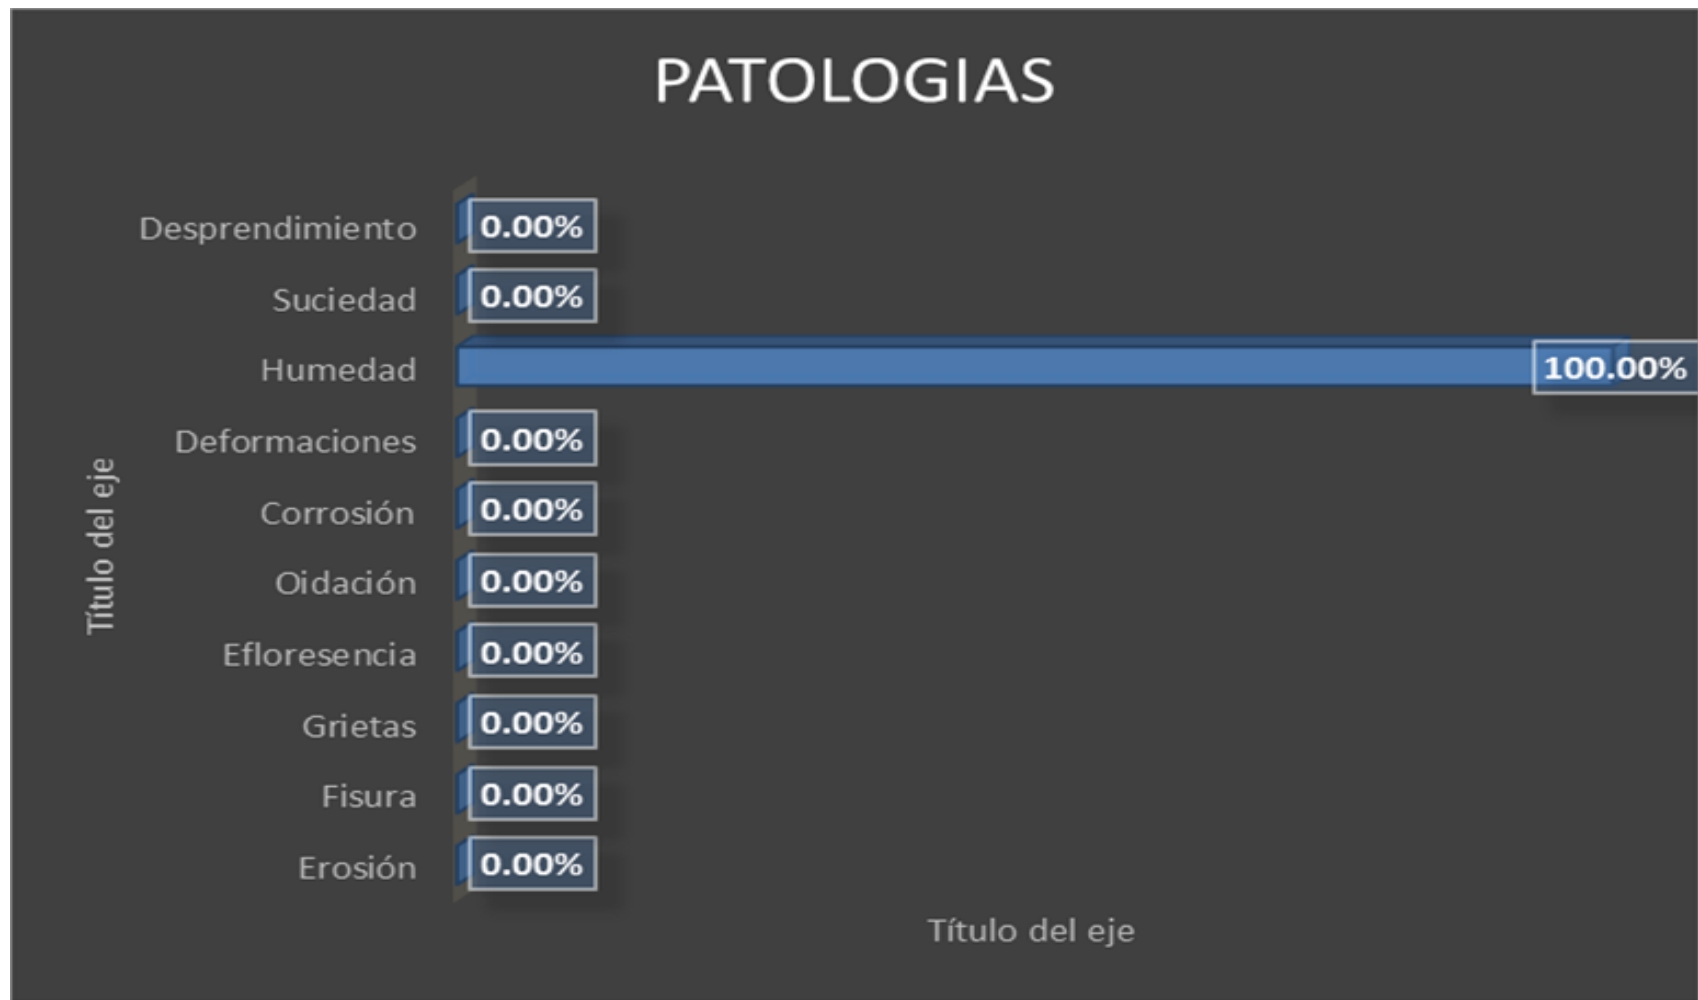 PATOLOGIAS
Desprendimiento 0.00%
Suciedad 0.00%
Humedad 100.00%
Deformaciones 0.00%
Corrosión 0.00%
Oidación 0.00%
Efloresencia 0.00%
Grietas 0.00%
Fisura 0.00%
Erosión 0.00%
Título del eje
Título del eje